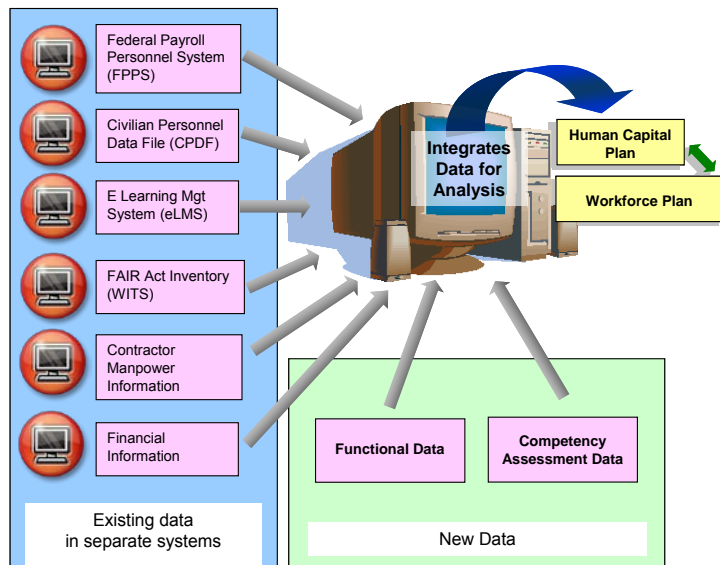 Federal Payroll
Personnel System
(FPPS)
Civilian Personnel
Data File (CPDF)
E Learning Mgt
System (eLMS)
FAIR Act Inventory
(WITS)
Contractor
Manpower
Information
Financial
Information
Existing data
in separate systems
Integrates
Data for
Analysis
Human Capital
Plan
Workforce Plan
Functional Data
Competency
Assessment Data
New Data